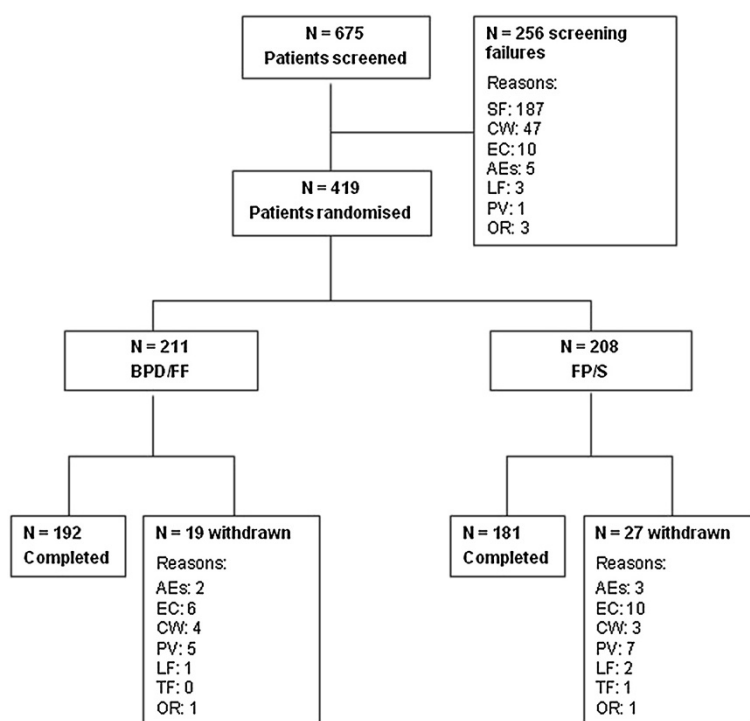 N = 675
Patients screened
N = 256 screening
failures
Reasons:
SF: 187
CW: 47
EC: 10
AEs: 5
LF: 3
PV: 1
OR: 3
N = 419
Patients randomised
N = 211
BPD/FF
N = 208
FP/S
N = 192
Completed
N = 19 withdrawn
Reasons:
AEs: 2
EC: 6
CW: 4
PV: 5
LF: 1
TF: 0
OR: 1
N = 181
Completed
N = 27 withdrawn
Reasons:
AEs: 3
EC: 10
CW: 3
PV: 7
LF: 2
TF: 1
OR: 1